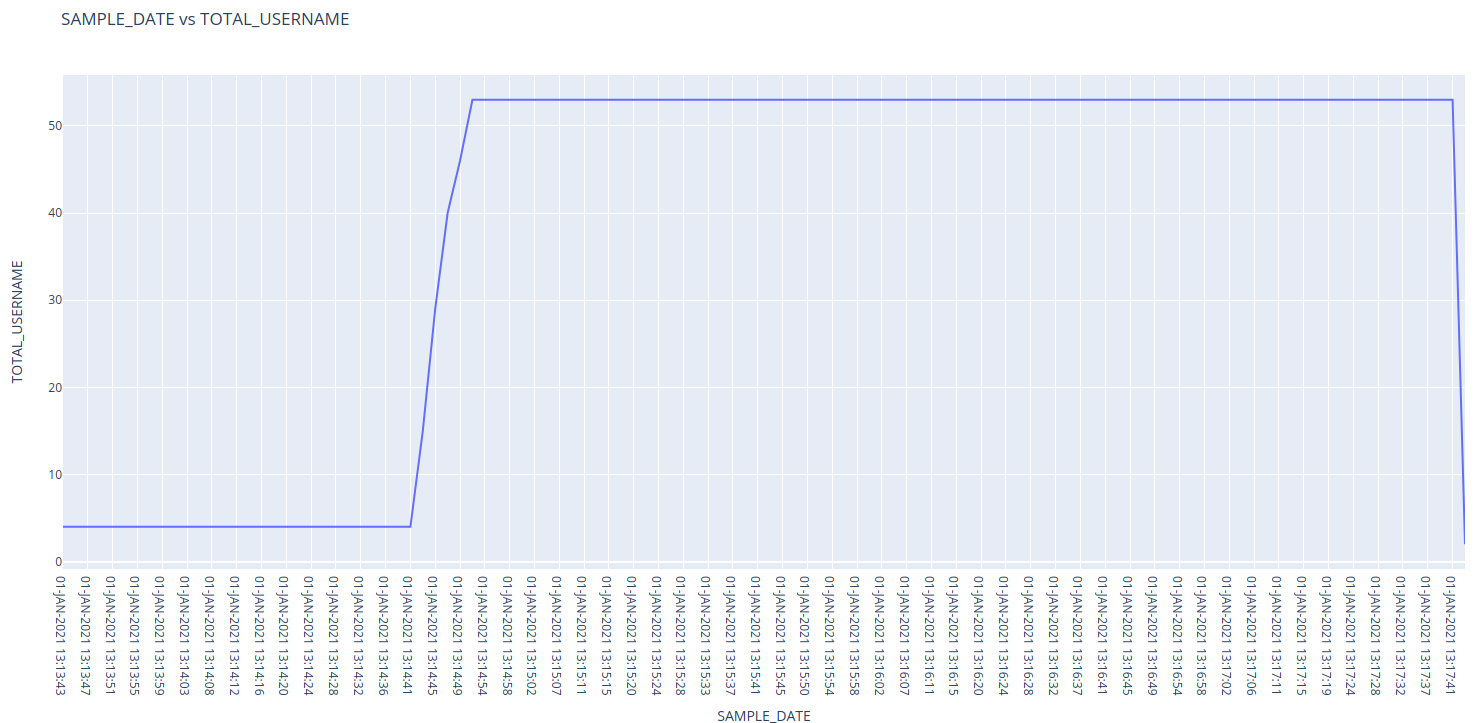 SAMPLE_DATE vs TOTAL_USERNAME
TOTAL_USERNAME
50
40
30
20
10
0
01-JAN-2021 13:13:43
01-JAN-2021 13:13:47
01-JAN-2021 13:13:51
01-JAN-2021 13:13:55
01-JAN-2021 13:13:59
01-JAN-2021 13:14:03
01-JAN-2021 13:14:08
01-JAN-2021 13:14:12
01-JAN-2021 13:14:16
01-JAN-2021 13:14:20
01-JAN-2021 13:14:24
01-JAN-2021 13:14:28
01-JAN-2021 13:14:32
01-JAN-2021 13:14:36
01-JAN-2021 13:14:41
01-JAN-2021 13:14:45
01-JAN-2021 13:14:49
01-JAN-2021 13:14:54
01-JAN-2021 13:14:58
01-JAN-2021 13:15:02
01-JAN-2021 13:15:07
01-JAN-2021 13:15:11
01-JAN-2021 13:15:15
01-JAN-2021 13:15:20
01-JAN-2021 13:15:24
01-JAN-2021 13:15:28
01-JAN-2021 13:15:33
01-JAN-2021 13:15:37
01-JAN-2021 13:15:41
01-JAN-2021 13:15:45
01-JAN-2021 13:15:50
01-JAN-2021 13:15:54
01-JAN-2021 13:15:58
01-JAN-2021 13:16:02
01-JAN-2021 13:16:07
01-JAN-2021 13:16:11
01-JAN-2021 13:16:15
01-JAN-2021 13:16:20
01-JAN-2021 13:16:24
01-JAN-2021 13:16:28
01-JAN-2021 13:16:32
01-JAN-2021 13:16:37
01-JAN-2021 13:16:41
01-JAN-2021 13:16:45
01-JAN-2021 13:16:49
01-JAN-2021 13:16:54
01-JAN-2021 13:16:58
01-JAN-2021 13:17:02
01-JAN-2021 13:17:06
01-JAN-2021 13:17:11
01-JAN-2021 13:17:15
01-JAN-2021 13:17:19
01-JAN-2021 13:17:24
01-JAN-2021 13:17:28
01-JAN-2021 13:17:32
01-JAN-2021 13:17:37
01-JAN-2021 13:17:41
SAMPLE_DATE